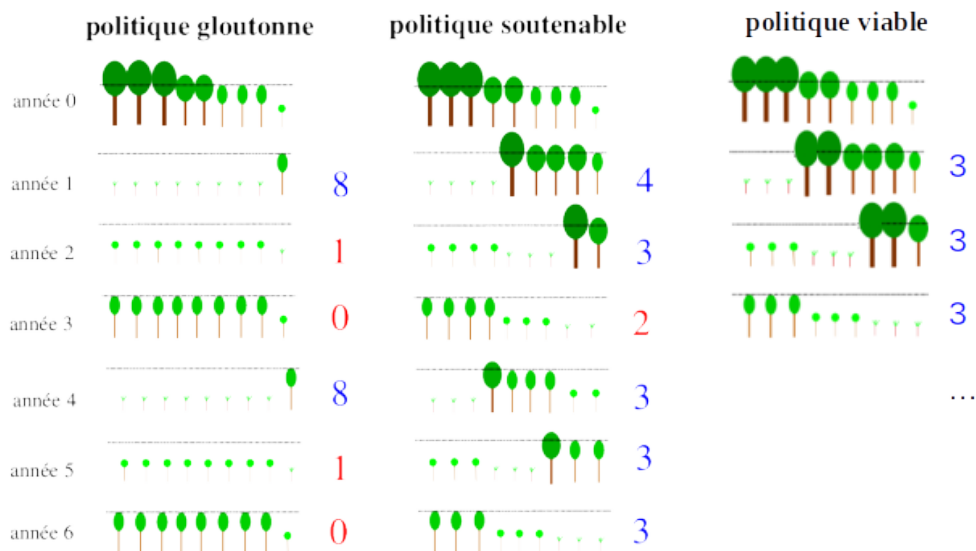 politique gloutonne politique soutenable politique viable
année 0
année 1 8 4 3
année 2 1 3 3
année 3 0 2 3
année 4 8 3 ...
année 5 1 3
année 6 0 3